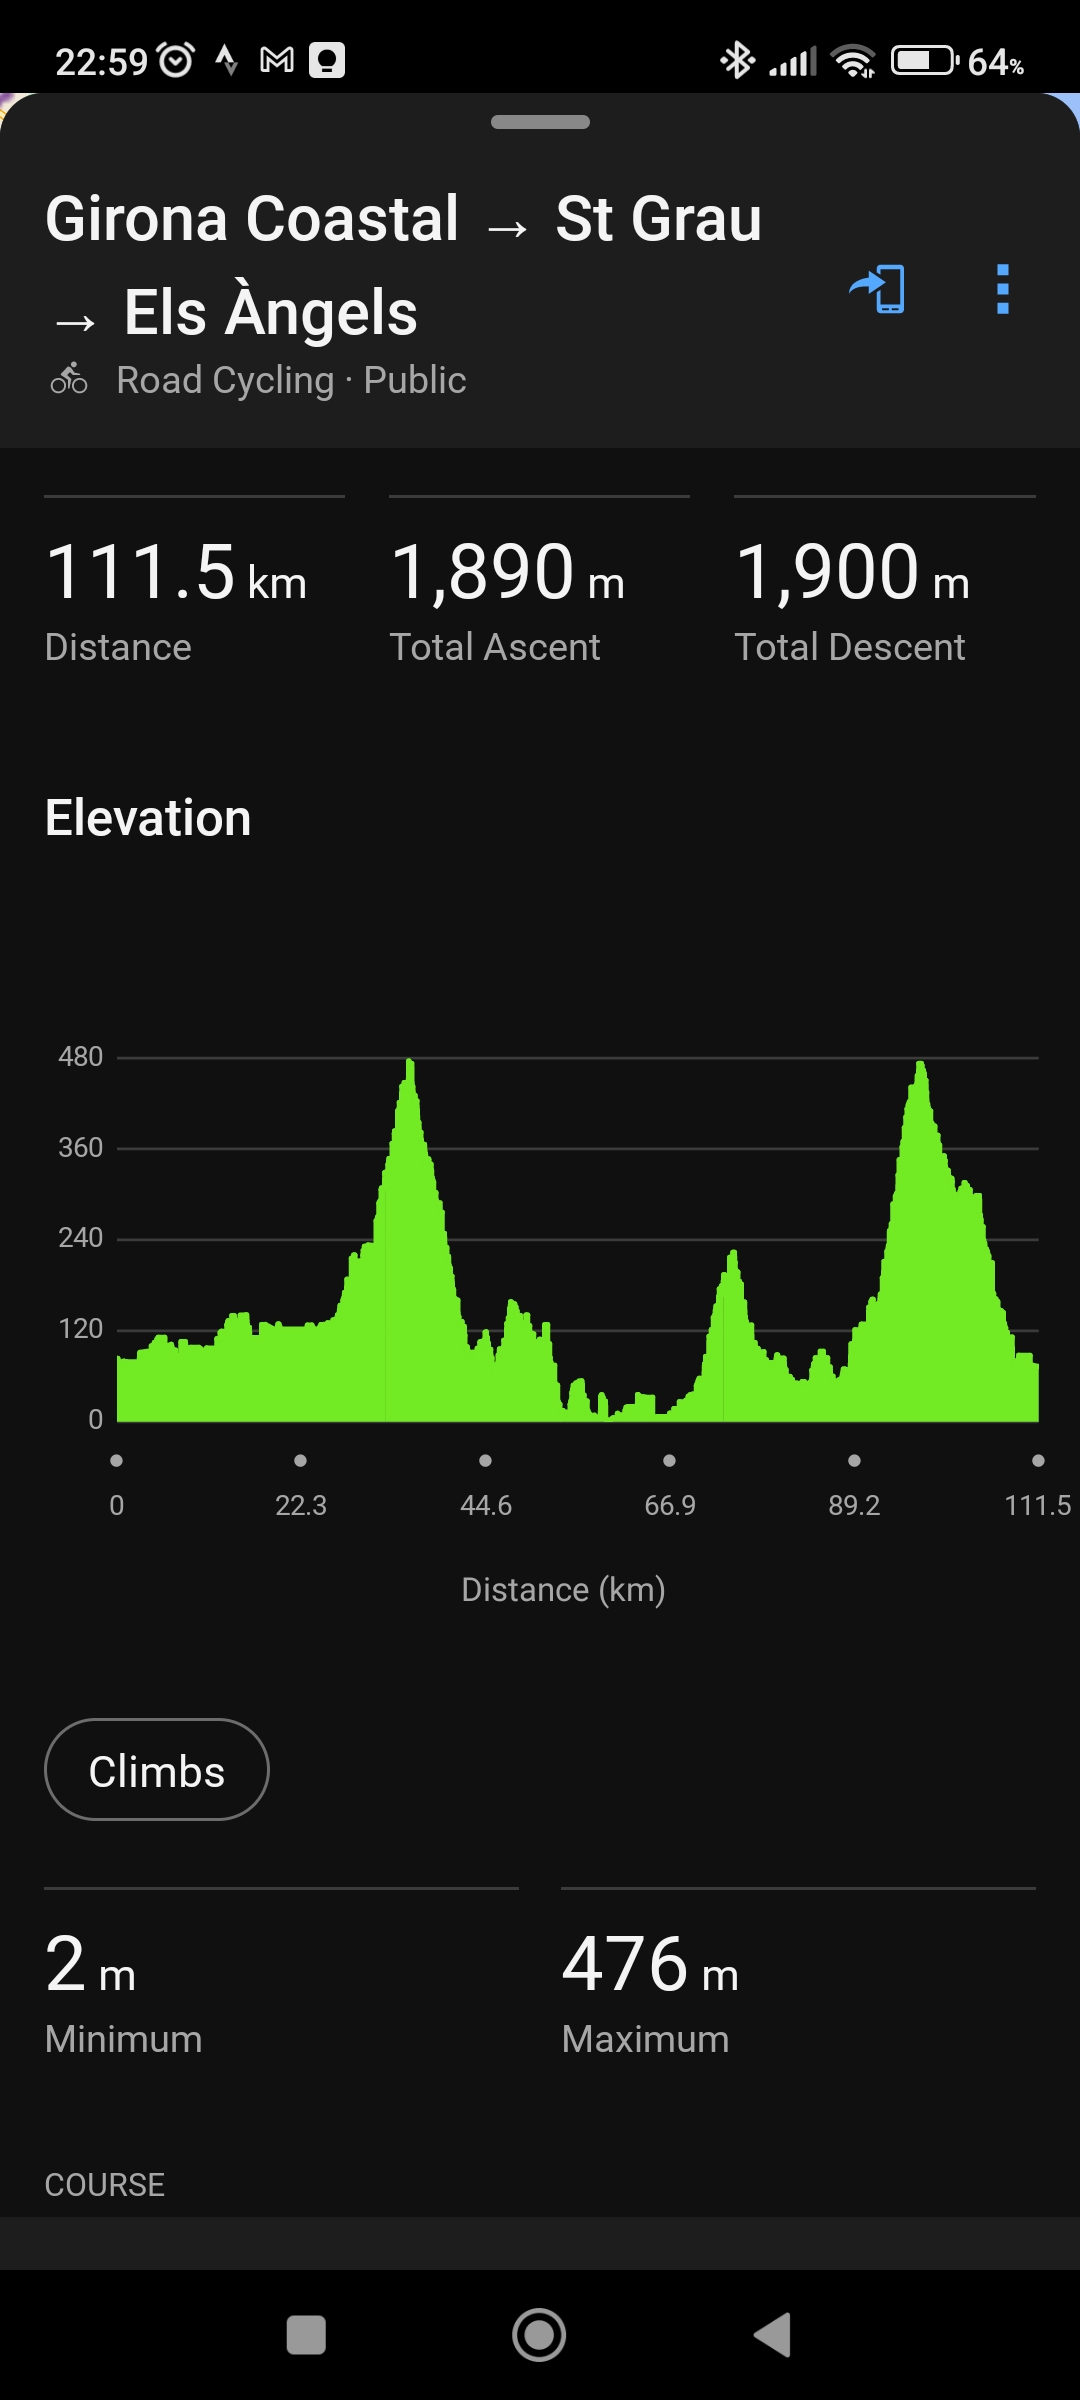 22:59 64%
Girona Coastal → St Grau
→ Els Àngels
Road Cycling · Public
111.5 km 1,890 m 1,900 m
Distance Total Ascent Total Descent
Elevation
480
360
240
120
0
0 22.3 44.6 66.9 89.2 111.5
Distance (km)
Climbs
2 m 476 m
Minimum Maximum
COURSE